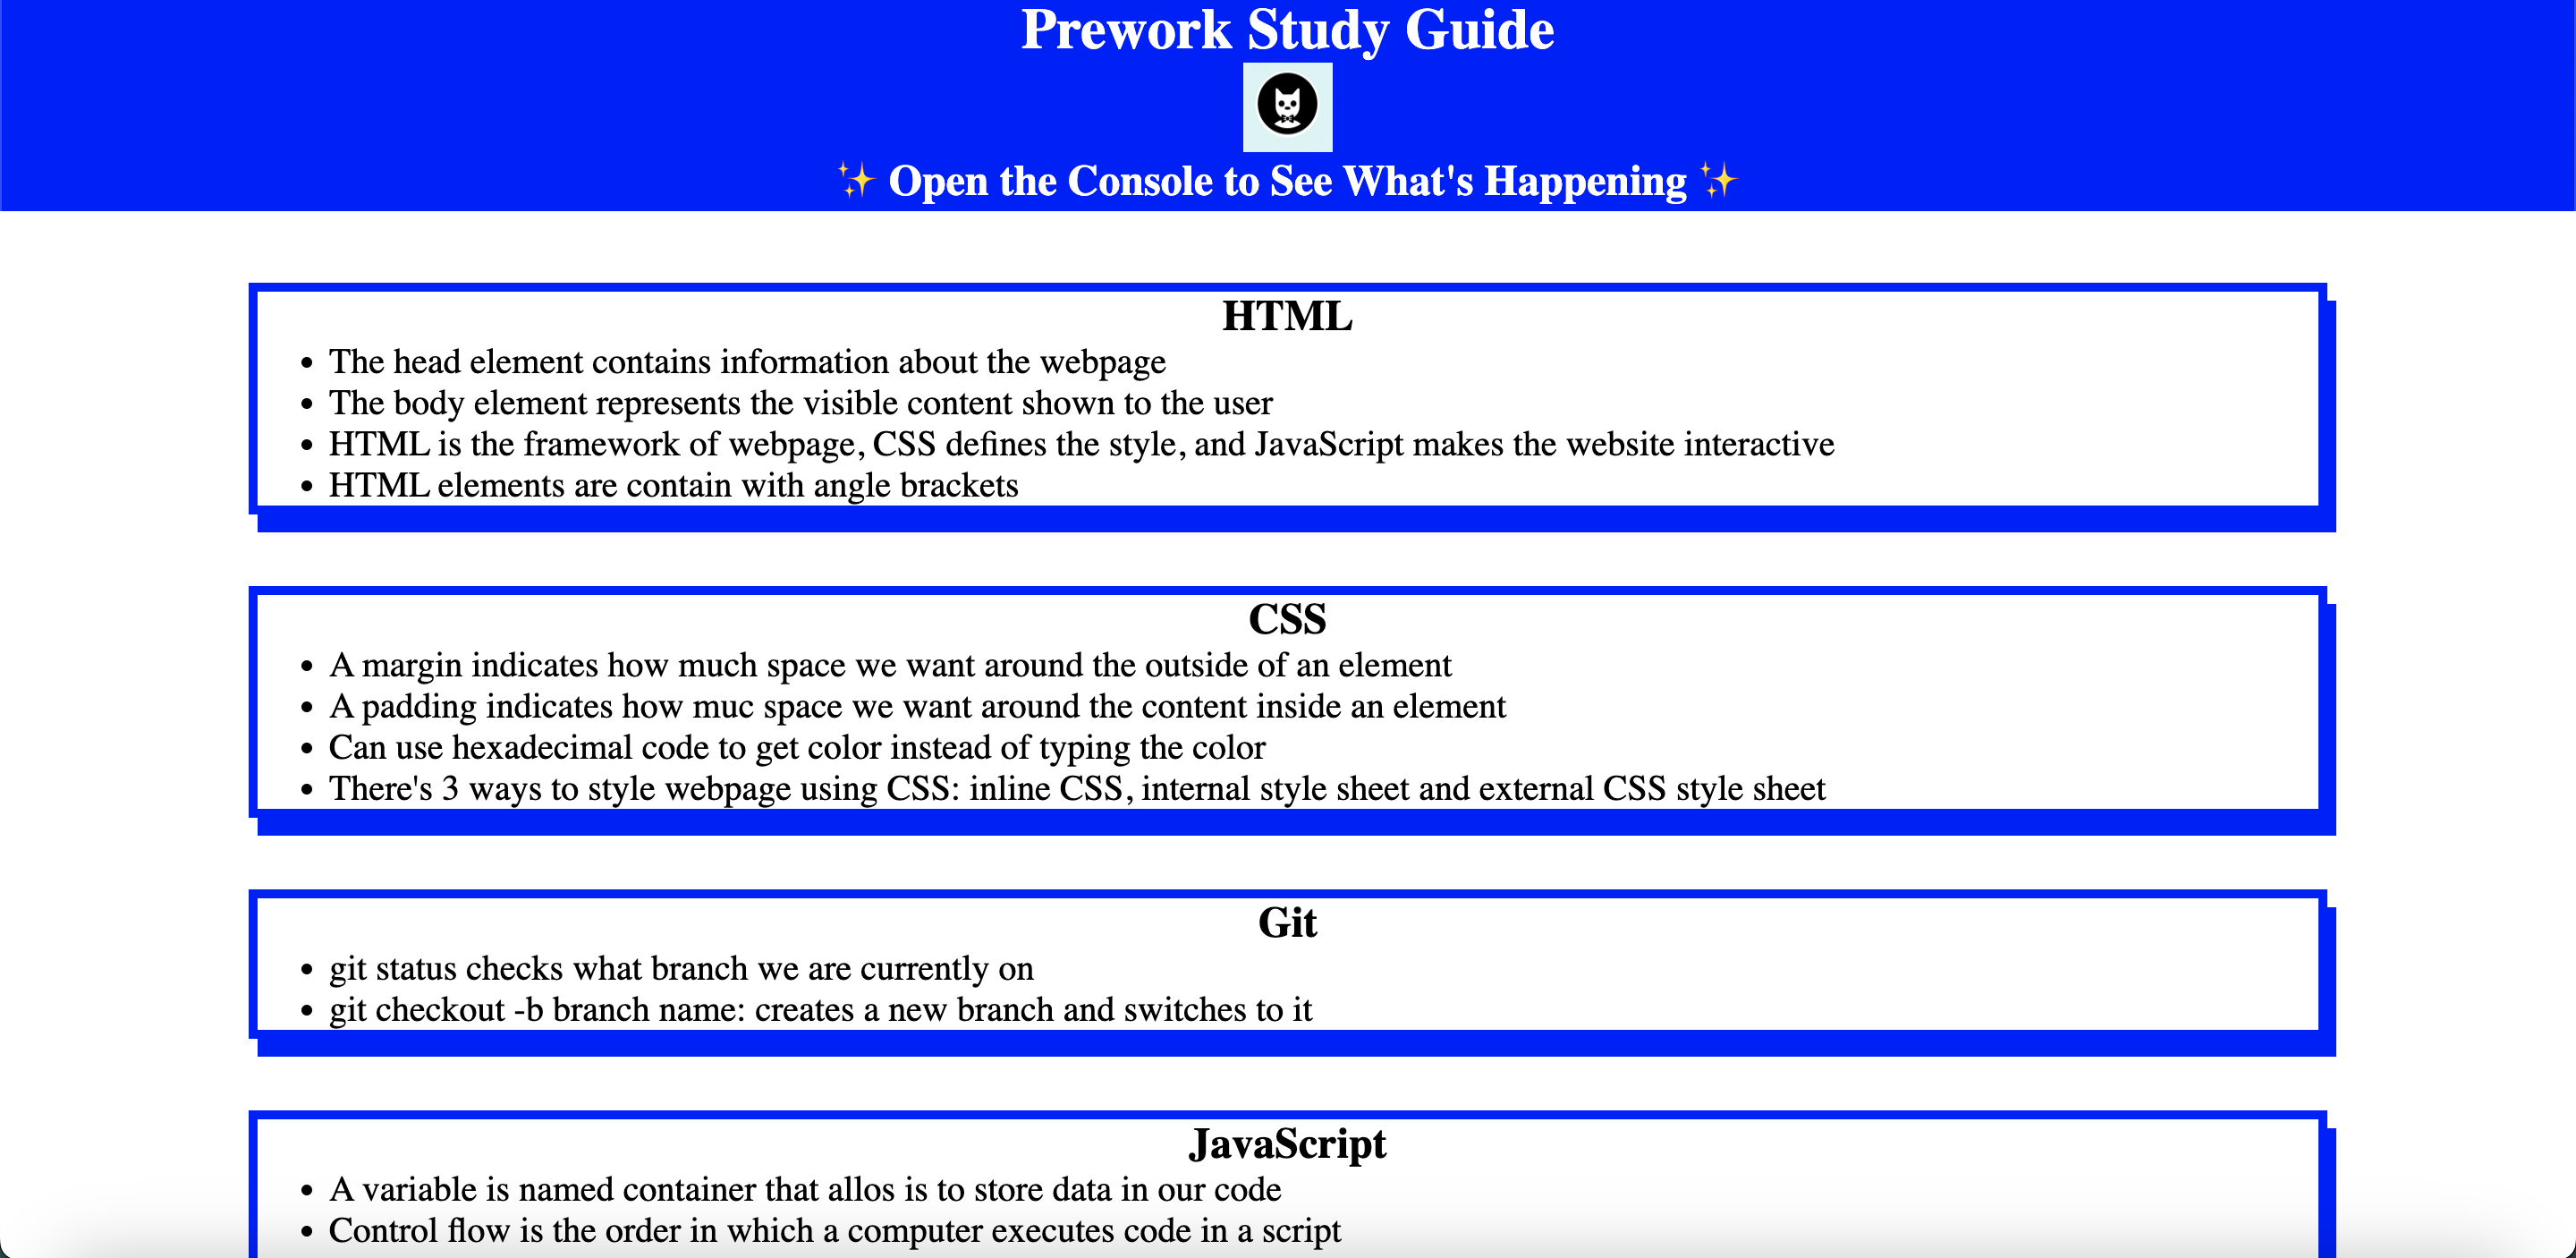 Prework Study Guide
✨ Open the Console to See What's Happening ✨
HTML
• The head element contains information about the webpage
• The body element represents the visible content shown to the user
• HTML is the framework of webpage, CSS defines the style, and JavaScript makes the website interactive
• HTML elements are contain with angle brackets
CSS
• A margin indicates how much space we want around the outside of an element
• A padding indicates how muc space we want around the content inside an element
• Can use hexadecimal code to get color instead of typing the color
• There's 3 ways to style webpage using CSS: inline CSS, internal style sheet and external CSS style sheet
Git
• git status checks what branch we are currently on
• git checkout -b branch name: creates a new branch and switches to it
JavaScript
• A variable is named container that allos is to store data in our code
• Control flow is the order in which a computer executes code in a script